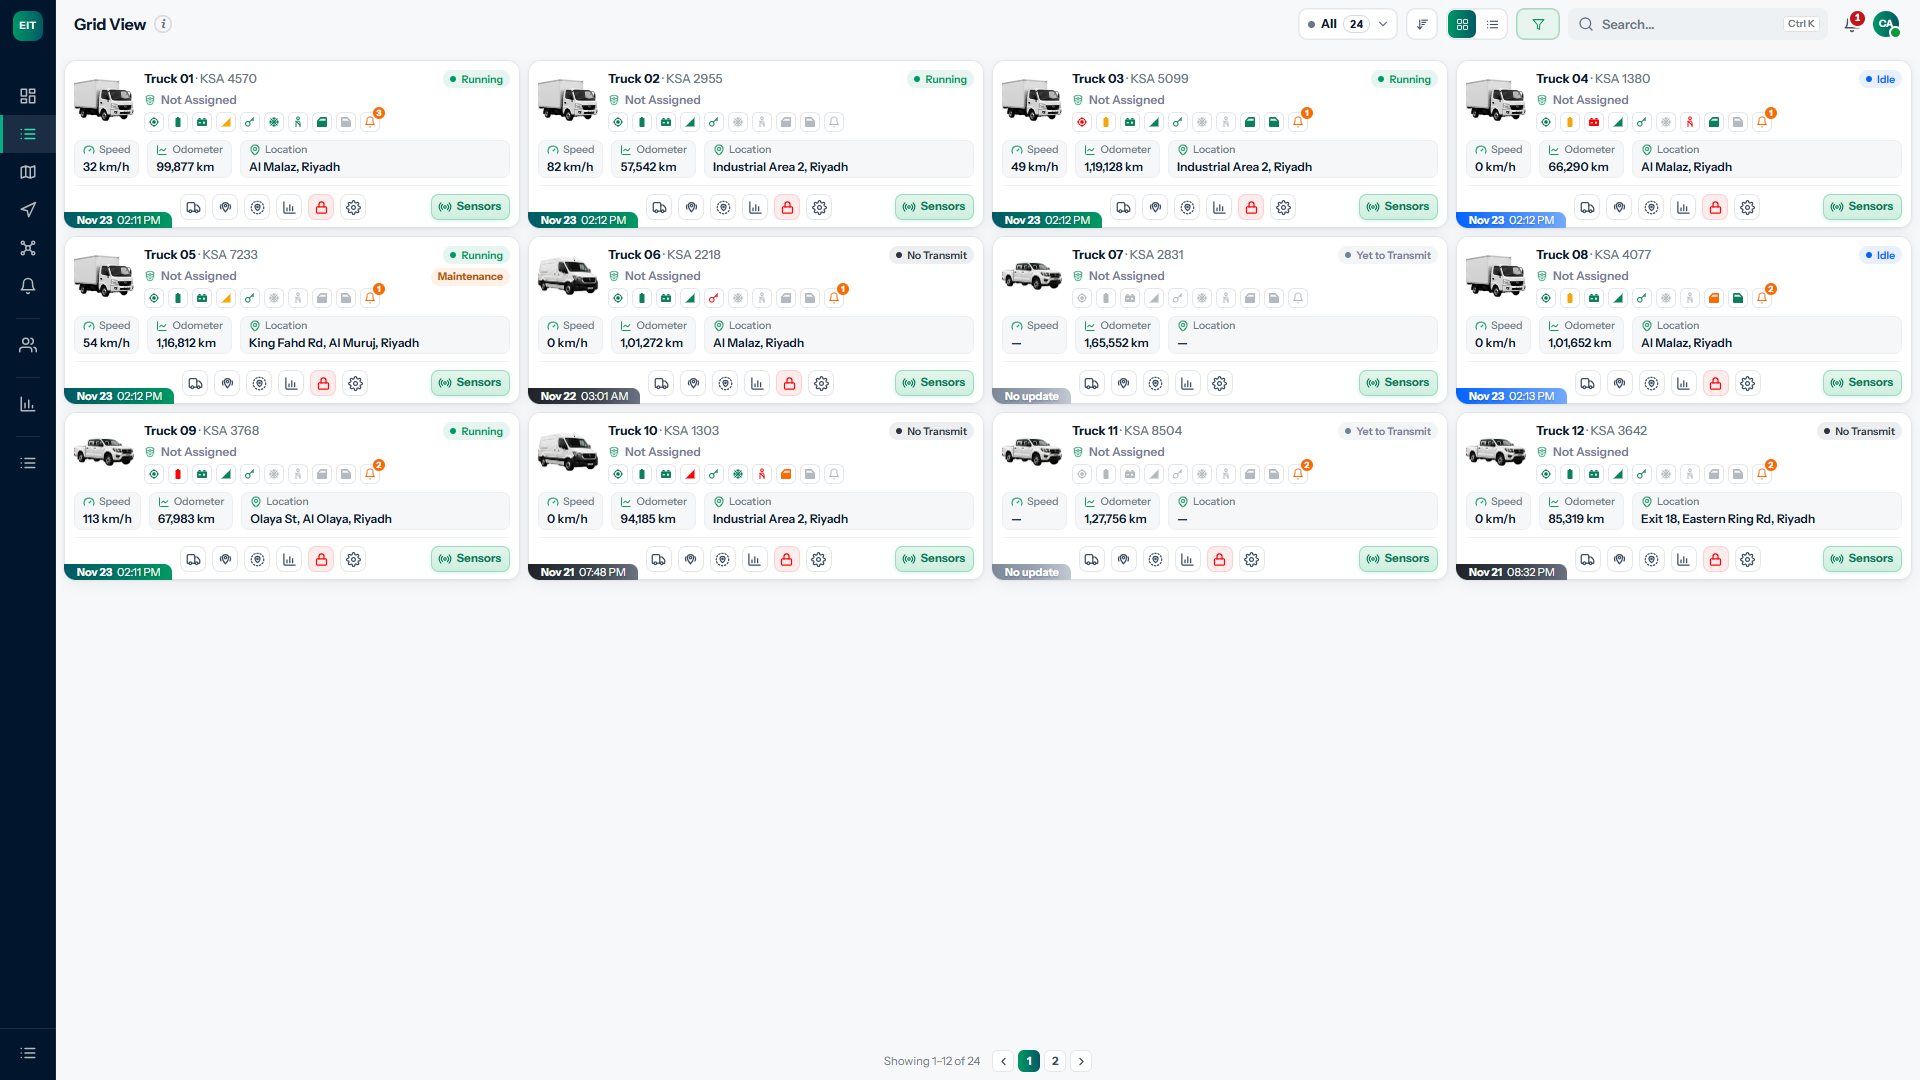 EIT
Grid View
All 24
Search...
Ctrl K
1
CA
Truck 01 · KSA 4570
Running
Not Assigned
3
Speed
32 km/h
Odometer
99,877 km
Location
Al Malaz, Riyadh
Nov 23 02:11 PM
Sensors
Truck 02 · KSA 2955
Running
Not Assigned
Speed
82 km/h
Odometer
57,542 km
Location
Industrial Area 2, Riyadh
Nov 23 02:12 PM
Sensors
Truck 03 · KSA 5099
Running
Not Assigned
1
Speed
49 km/h
Odometer
1,19,128 km
Location
Industrial Area 2, Riyadh
Nov 23 02:12 PM
Sensors
Truck 04 · KSA 1380
Idle
Not Assigned
1
Speed
0 km/h
Odometer
66,290 km
Location
Al Malaz, Riyadh
Nov 23 02:12 PM
Sensors
Truck 05 · KSA 7233
Running
Not Assigned
Maintenance
1
Speed
54 km/h
Odometer
1,16,812 km
Location
King Fahd Rd, Al Muruj, Riyadh
Nov 23 02:12 PM
Sensors
Truck 06 · KSA 2218
No Transmit
Not Assigned
1
Speed
0 km/h
Odometer
1,01,272 km
Location
Al Malaz, Riyadh
Nov 22 03:01 AM
Sensors
Truck 07 · KSA 2831
Yet to Transmit
Not Assigned
Speed
—
Odometer
1,65,552 km
Location
—
No update
Sensors
Truck 08 · KSA 4077
Idle
Not Assigned
2
Speed
0 km/h
Odometer
1,01,652 km
Location
Al Malaz, Riyadh
Nov 23 02:13 PM
Sensors
Truck 09 · KSA 3768
Running
Not Assigned
2
Speed
113 km/h
Odometer
67,983 km
Location
Olaya St, Al Olaya, Riyadh
Nov 23 02:11 PM
Sensors
Truck 10 · KSA 1303
No Transmit
Not Assigned
Speed
0 km/h
Odometer
94,185 km
Location
Industrial Area 2, Riyadh
Nov 21 07:48 PM
Sensors
Truck 11 · KSA 8504
Yet to Transmit
Not Assigned
2
Speed
—
Odometer
1,27,756 km
Location
—
No update
Sensors
Truck 12 · KSA 3642
No Transmit
Not Assigned
2
Speed
0 km/h
Odometer
85,319 km
Location
Exit 18, Eastern Ring Rd, Riyadh
Nov 21 08:32 PM
Sensors
Showing 1–12 of 24
1
2